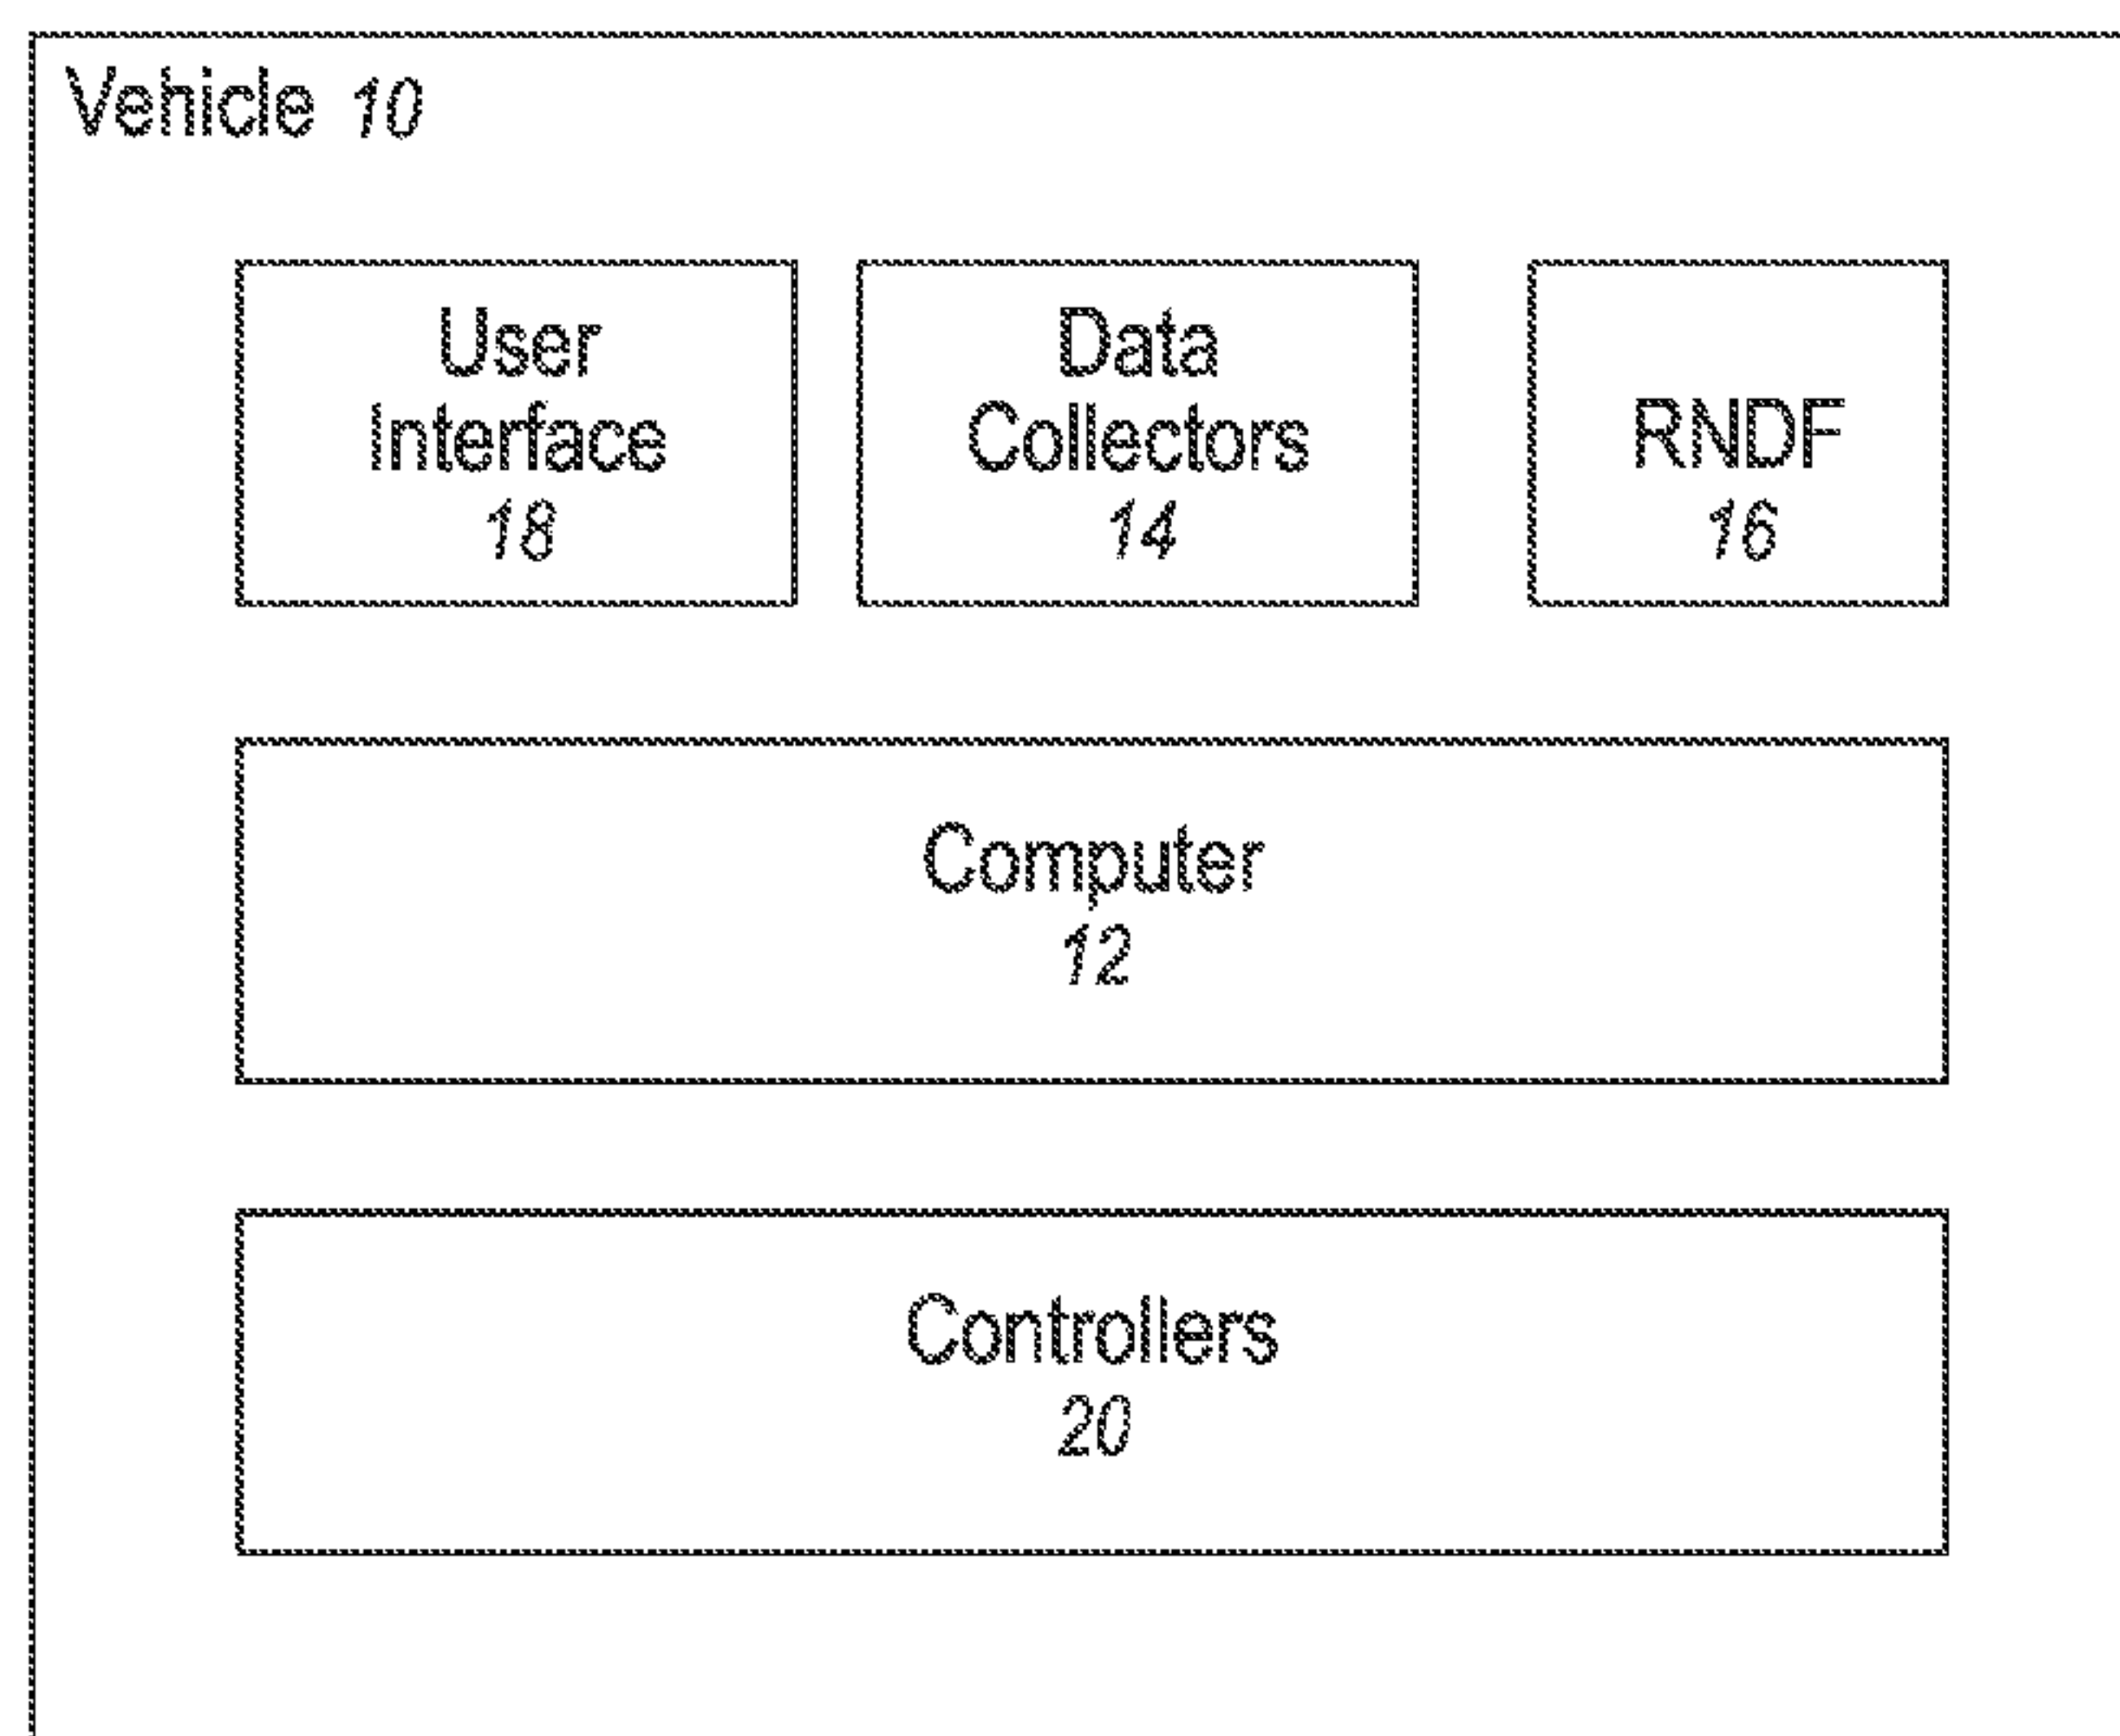 Vehicle 10
User
Interface
18
Data
Collectors
14
RNDF
16
Computer
12
Controllers
20